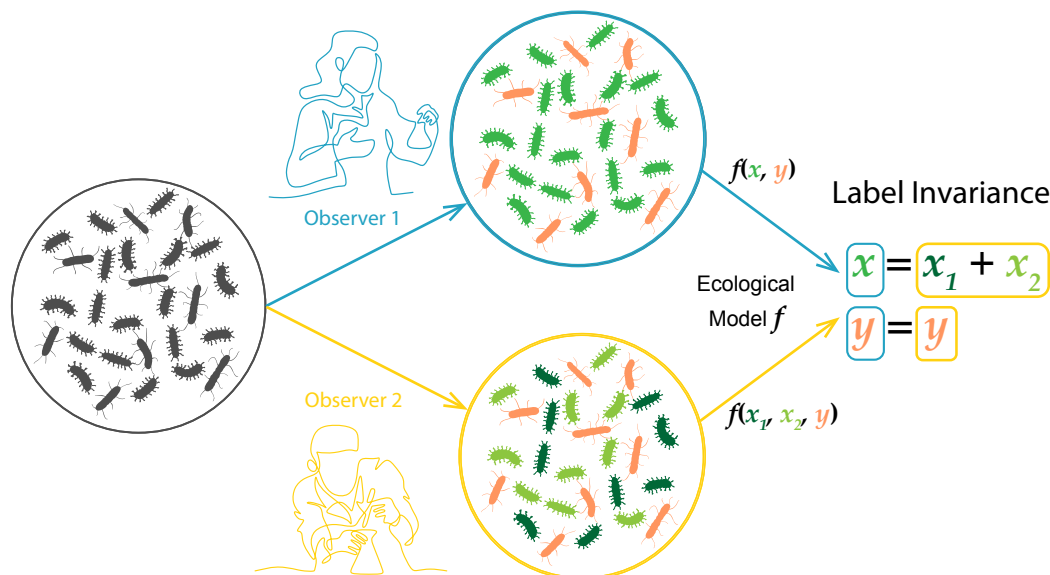 Observer 1
f(x, y)
Label Invariance
x = x₁ + x₂
Ecological
Model f
y = y
Observer 2
f(x₁, x₂, y)